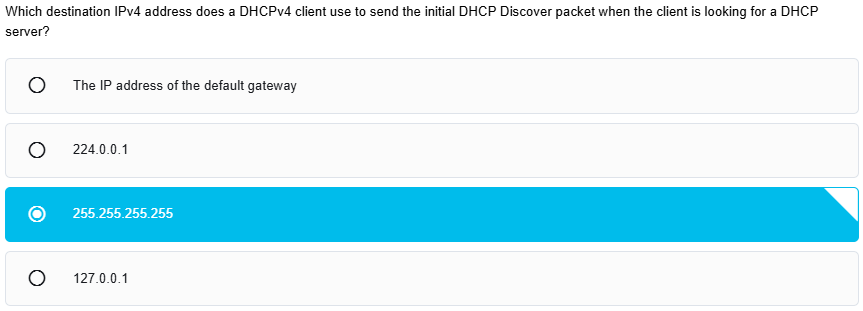 Which destination IPv4 address does a DHCPv4 client use to send the initial DHCP Discover packet when the client is looking for a DHCP
server?
The IP address of the default gateway
224.0.0.1
255.255.255.255
127.0.0.1